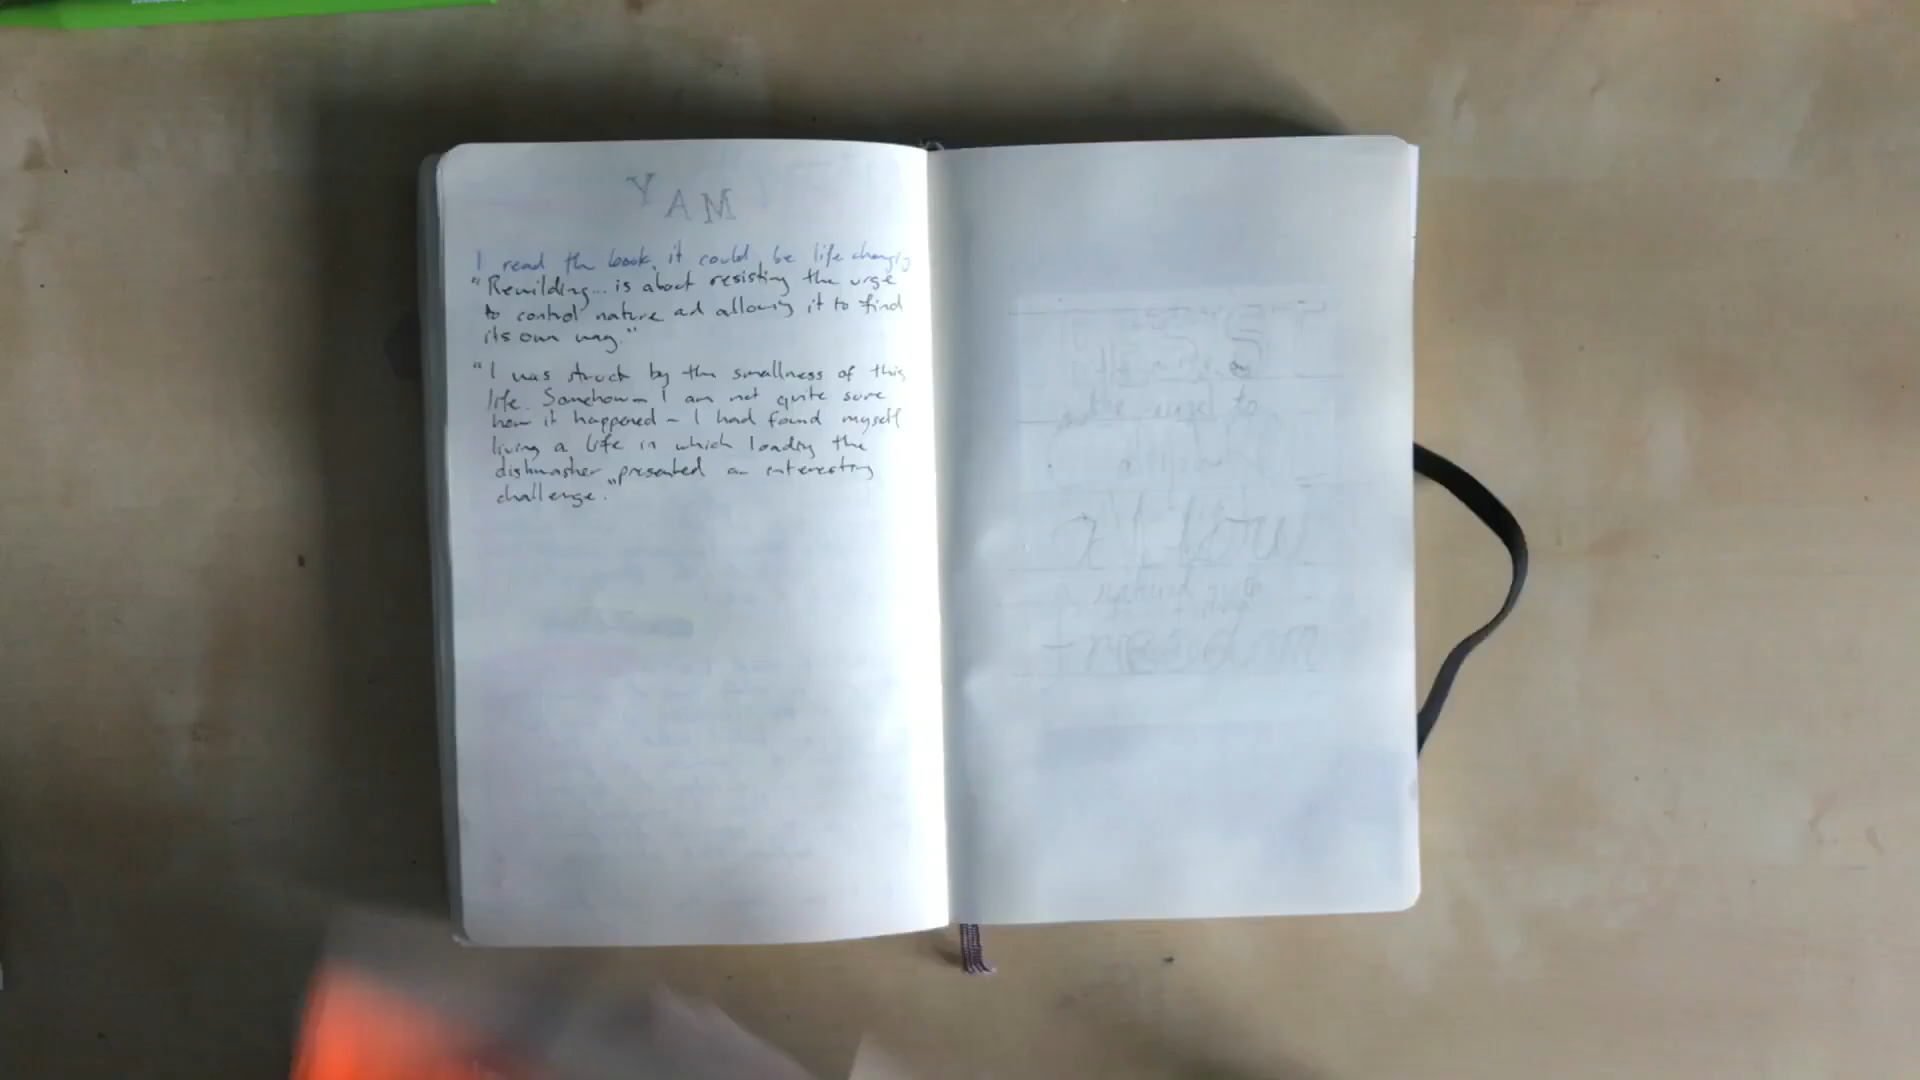 YAM
I read the book, it could be life changing
"Rewilding... is about resisting the urge
to control nature and allowing it to find
its own way."
"I was struck by the smallness of this
life. Somehow – I am not quite sure
how it happened – I had found myself
living a life in which loading the
dishwasher presented an interesting
challenge."
the urge to
Allow
freedom